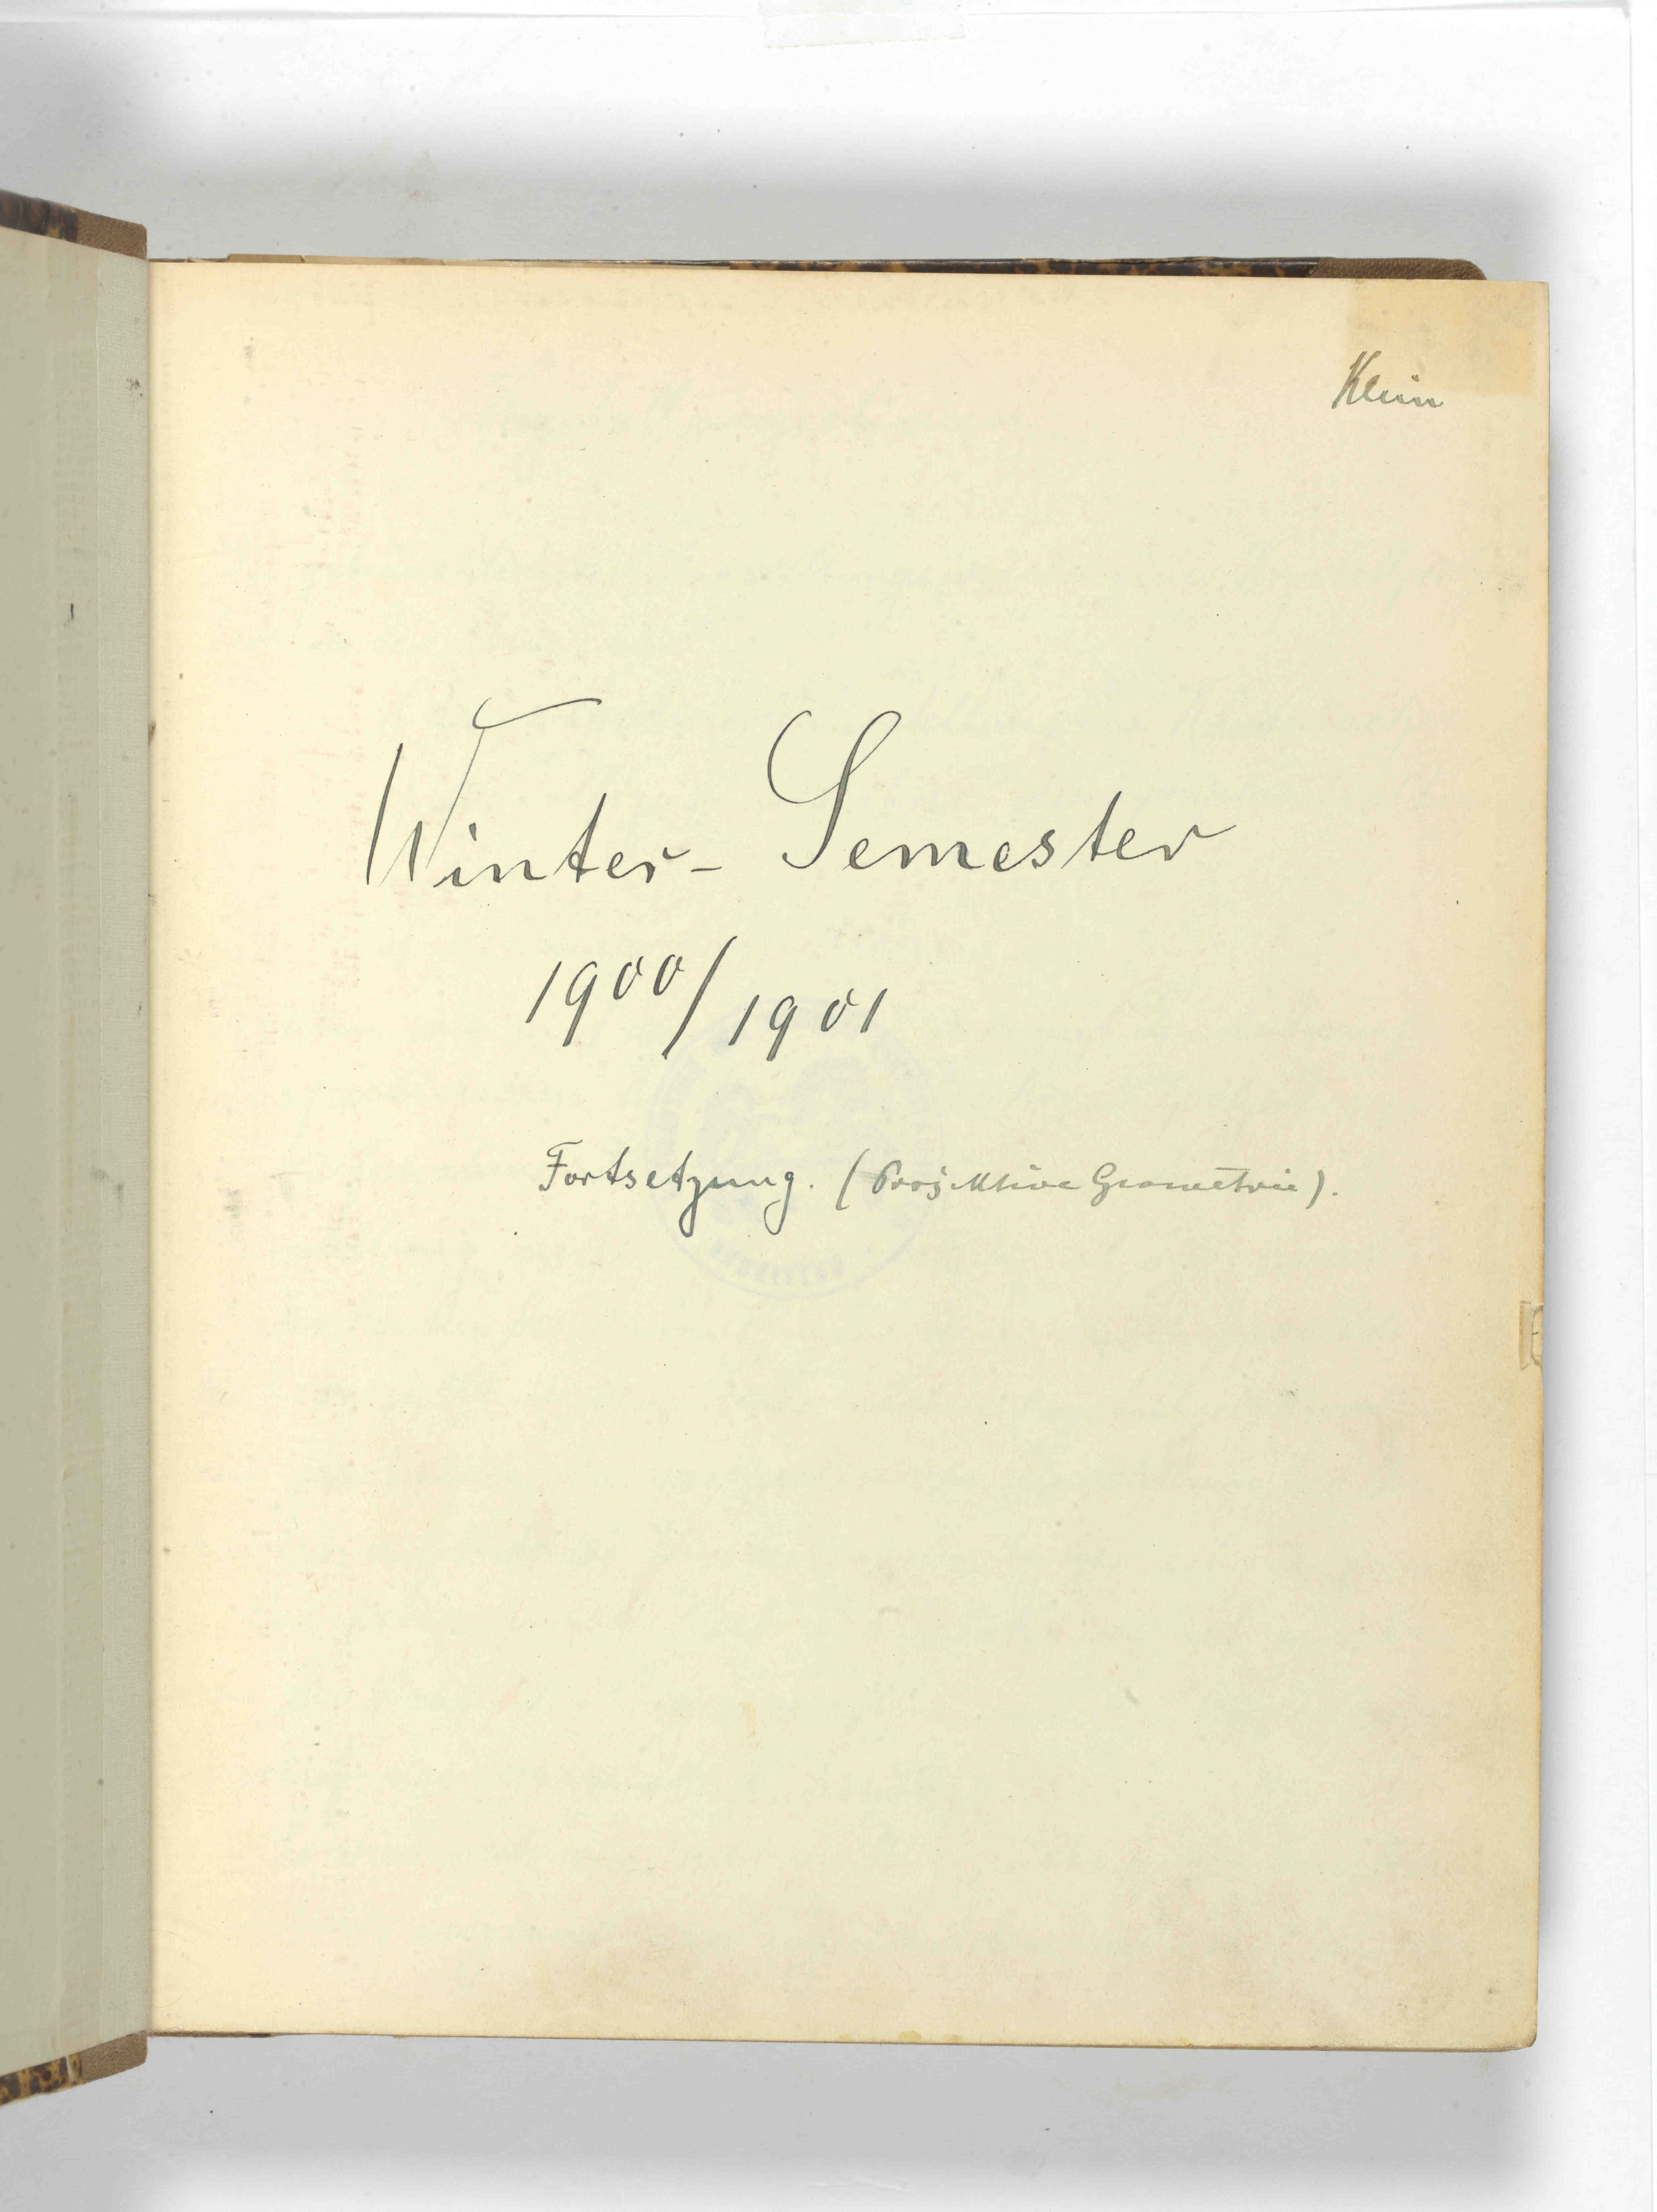 Klein
Winter- Semester
1900/1901
Fortsetzung. (Projektive Geometrie).